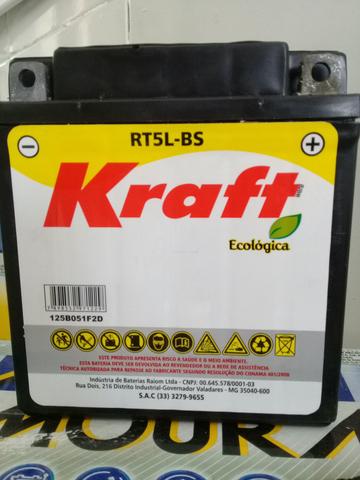 RT5L-BS
Kraft
Ecológica
125B051F2D
ESTE PRODUTO APRESENTA RISCO A SAÚDE E O MEIO AMBIENTE.
ESTA BATERIA DEVE SER DEVOLVIDA AO REVENDEDOR OU A REDE DE ASSISTÊNCIA
TÉCNICA AUTORIZADA PARA REPASSE AO FABRICANTE SEGUNDO RESOLUÇÃO DO CONAMA 401/2008
Indústria de Baterias Raiom Ltda - CNPJ: 00.645.578/0001-03
Rua Dois, 216 Distrito Industrial-Governador Valadares - MG 35040-600
S.A.C (33) 3279-9655
MOURA